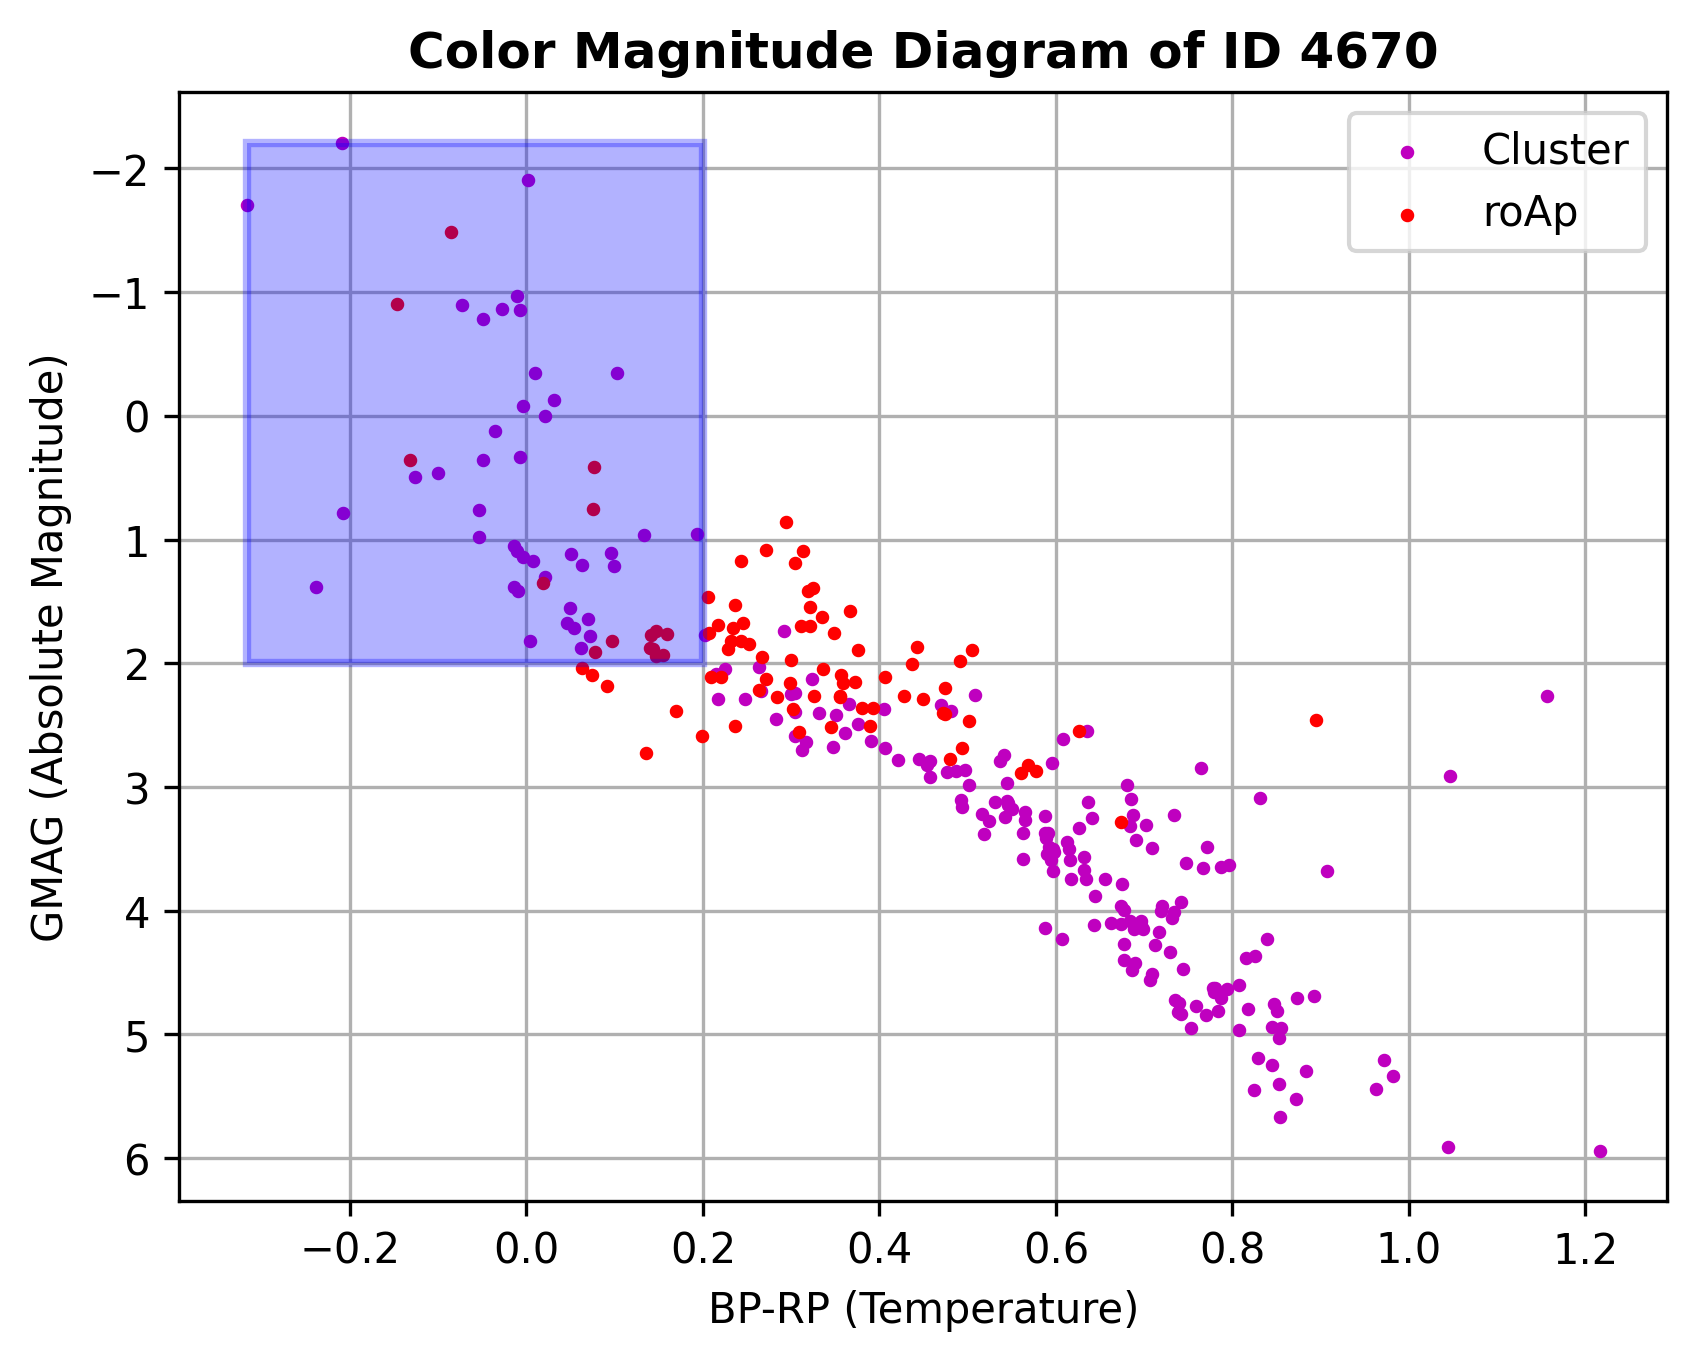 Color Magnitude Diagram of ID 4670
Cluster
roAp
−2
−1
0
1
2
3
4
5
6
GMAG (Absolute Magnitude)
−0.2 0.0 0.2 0.4 0.6 0.8 1.0 1.2
BP-RP (Temperature)